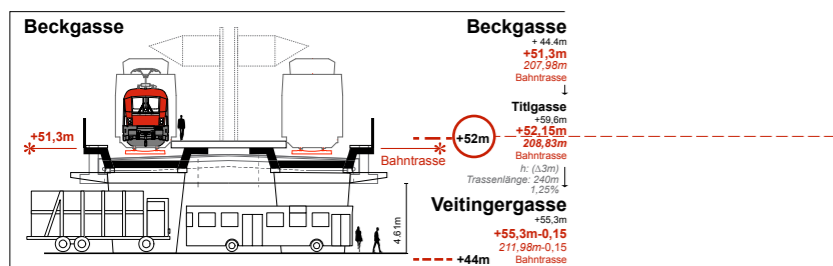 Beckgasse
+51,3m
Bahntrasse
4.61m
+52m
+44m
Beckgasse
+ 44.4m
+51,3m
207,98m
Bahntrasse
↓
Titlgasse
+59,6m
+52,15m
208,83m
Bahntrasse
h: (Δ3m)
Trassenlänge: 240m
1,25%
↓
Veitingergasse
+55,3m
+55,3m-0,15
211,98m-0,15
Bahntrasse